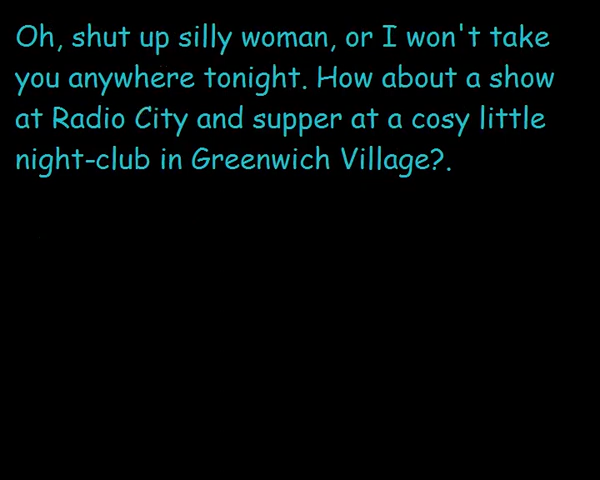 Oh, shut up silly woman, or I won't take
you anywhere tonight. How about a show
at Radio City and supper at a cosy little
night-club in Greenwich Village?.